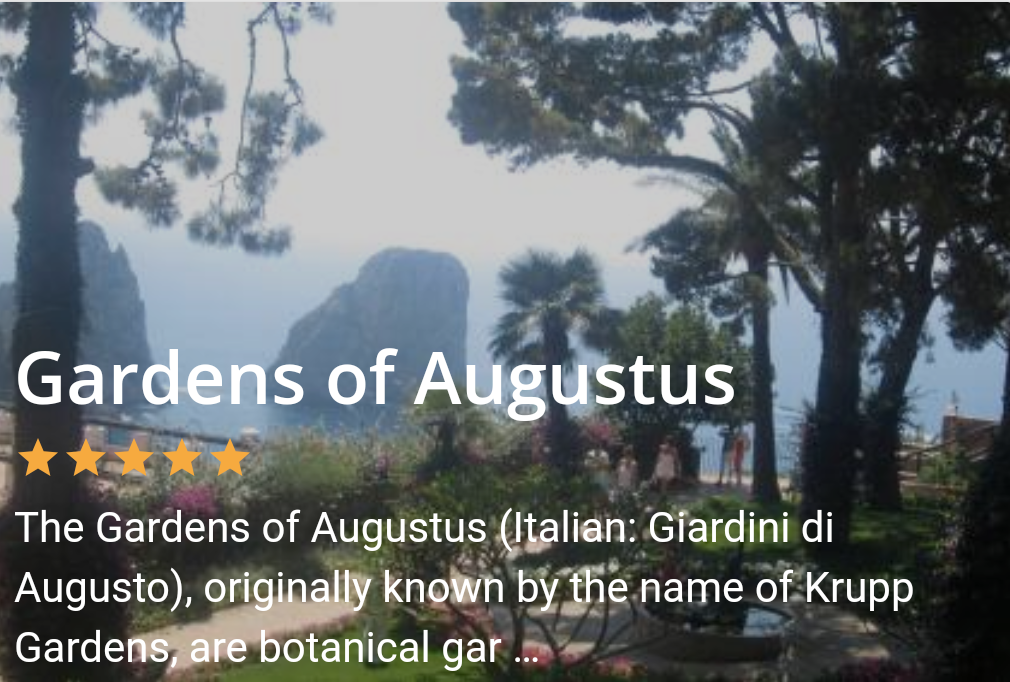 Gardens of Augustus
The Gardens of Augustus (Italian: Giardini di
Augusto), originally known by the name of Krupp
Gardens, are botanical gar ...